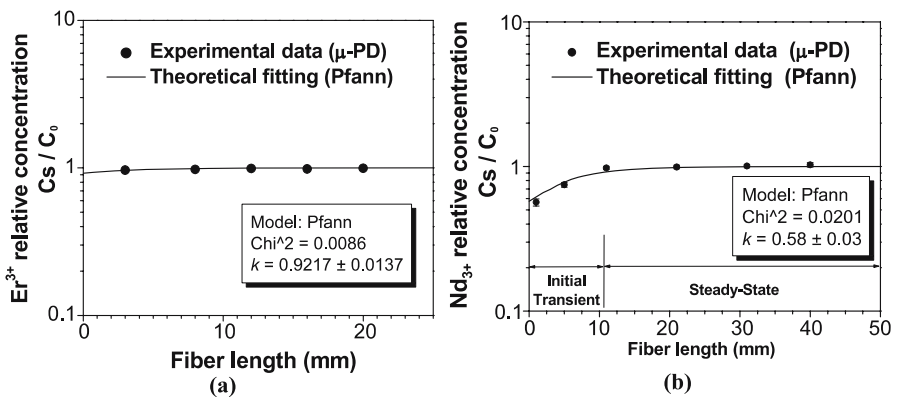 10
Experimental data (μ-PD)
Theoretical fitting (Pfann)
Er³⁺ relative concentration
Cs / C₀
1
Model: Pfann
Chi^2 = 0.0086
k = 0.9217 ± 0.0137
0.1
0 5 10 15 20
Fiber length (mm)
(a)
10
Experimental data (μ-PD)
Theoretical fitting (Pfann)
Nd₃₊ relative concentration
Cs / C₀
1
Model: Pfann
Chi^2 = 0.0201
k = 0.58 ± 0.03
Initial
Transient
Steady-State
0.1
0 10 20 30 40 50
Fiber length (mm)
(b)